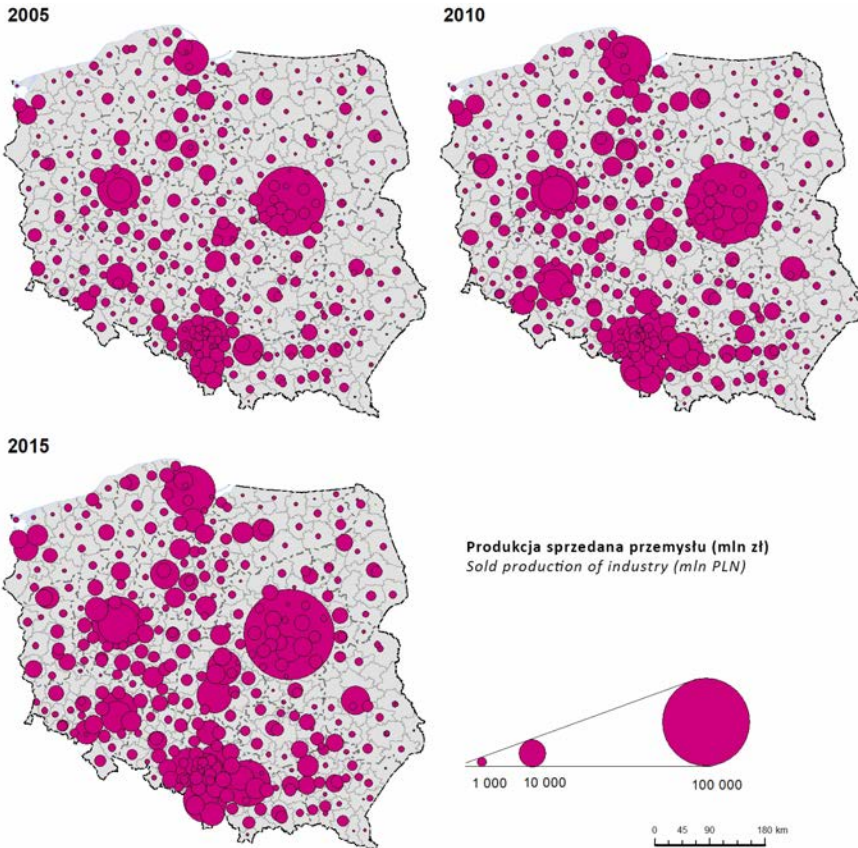 2005
2010
2015
Produkcja sprzedana przemysłu (mln zł)
Sold production of industry (mln PLN)
1 000
10 000
100 000
0 45 90 180 km